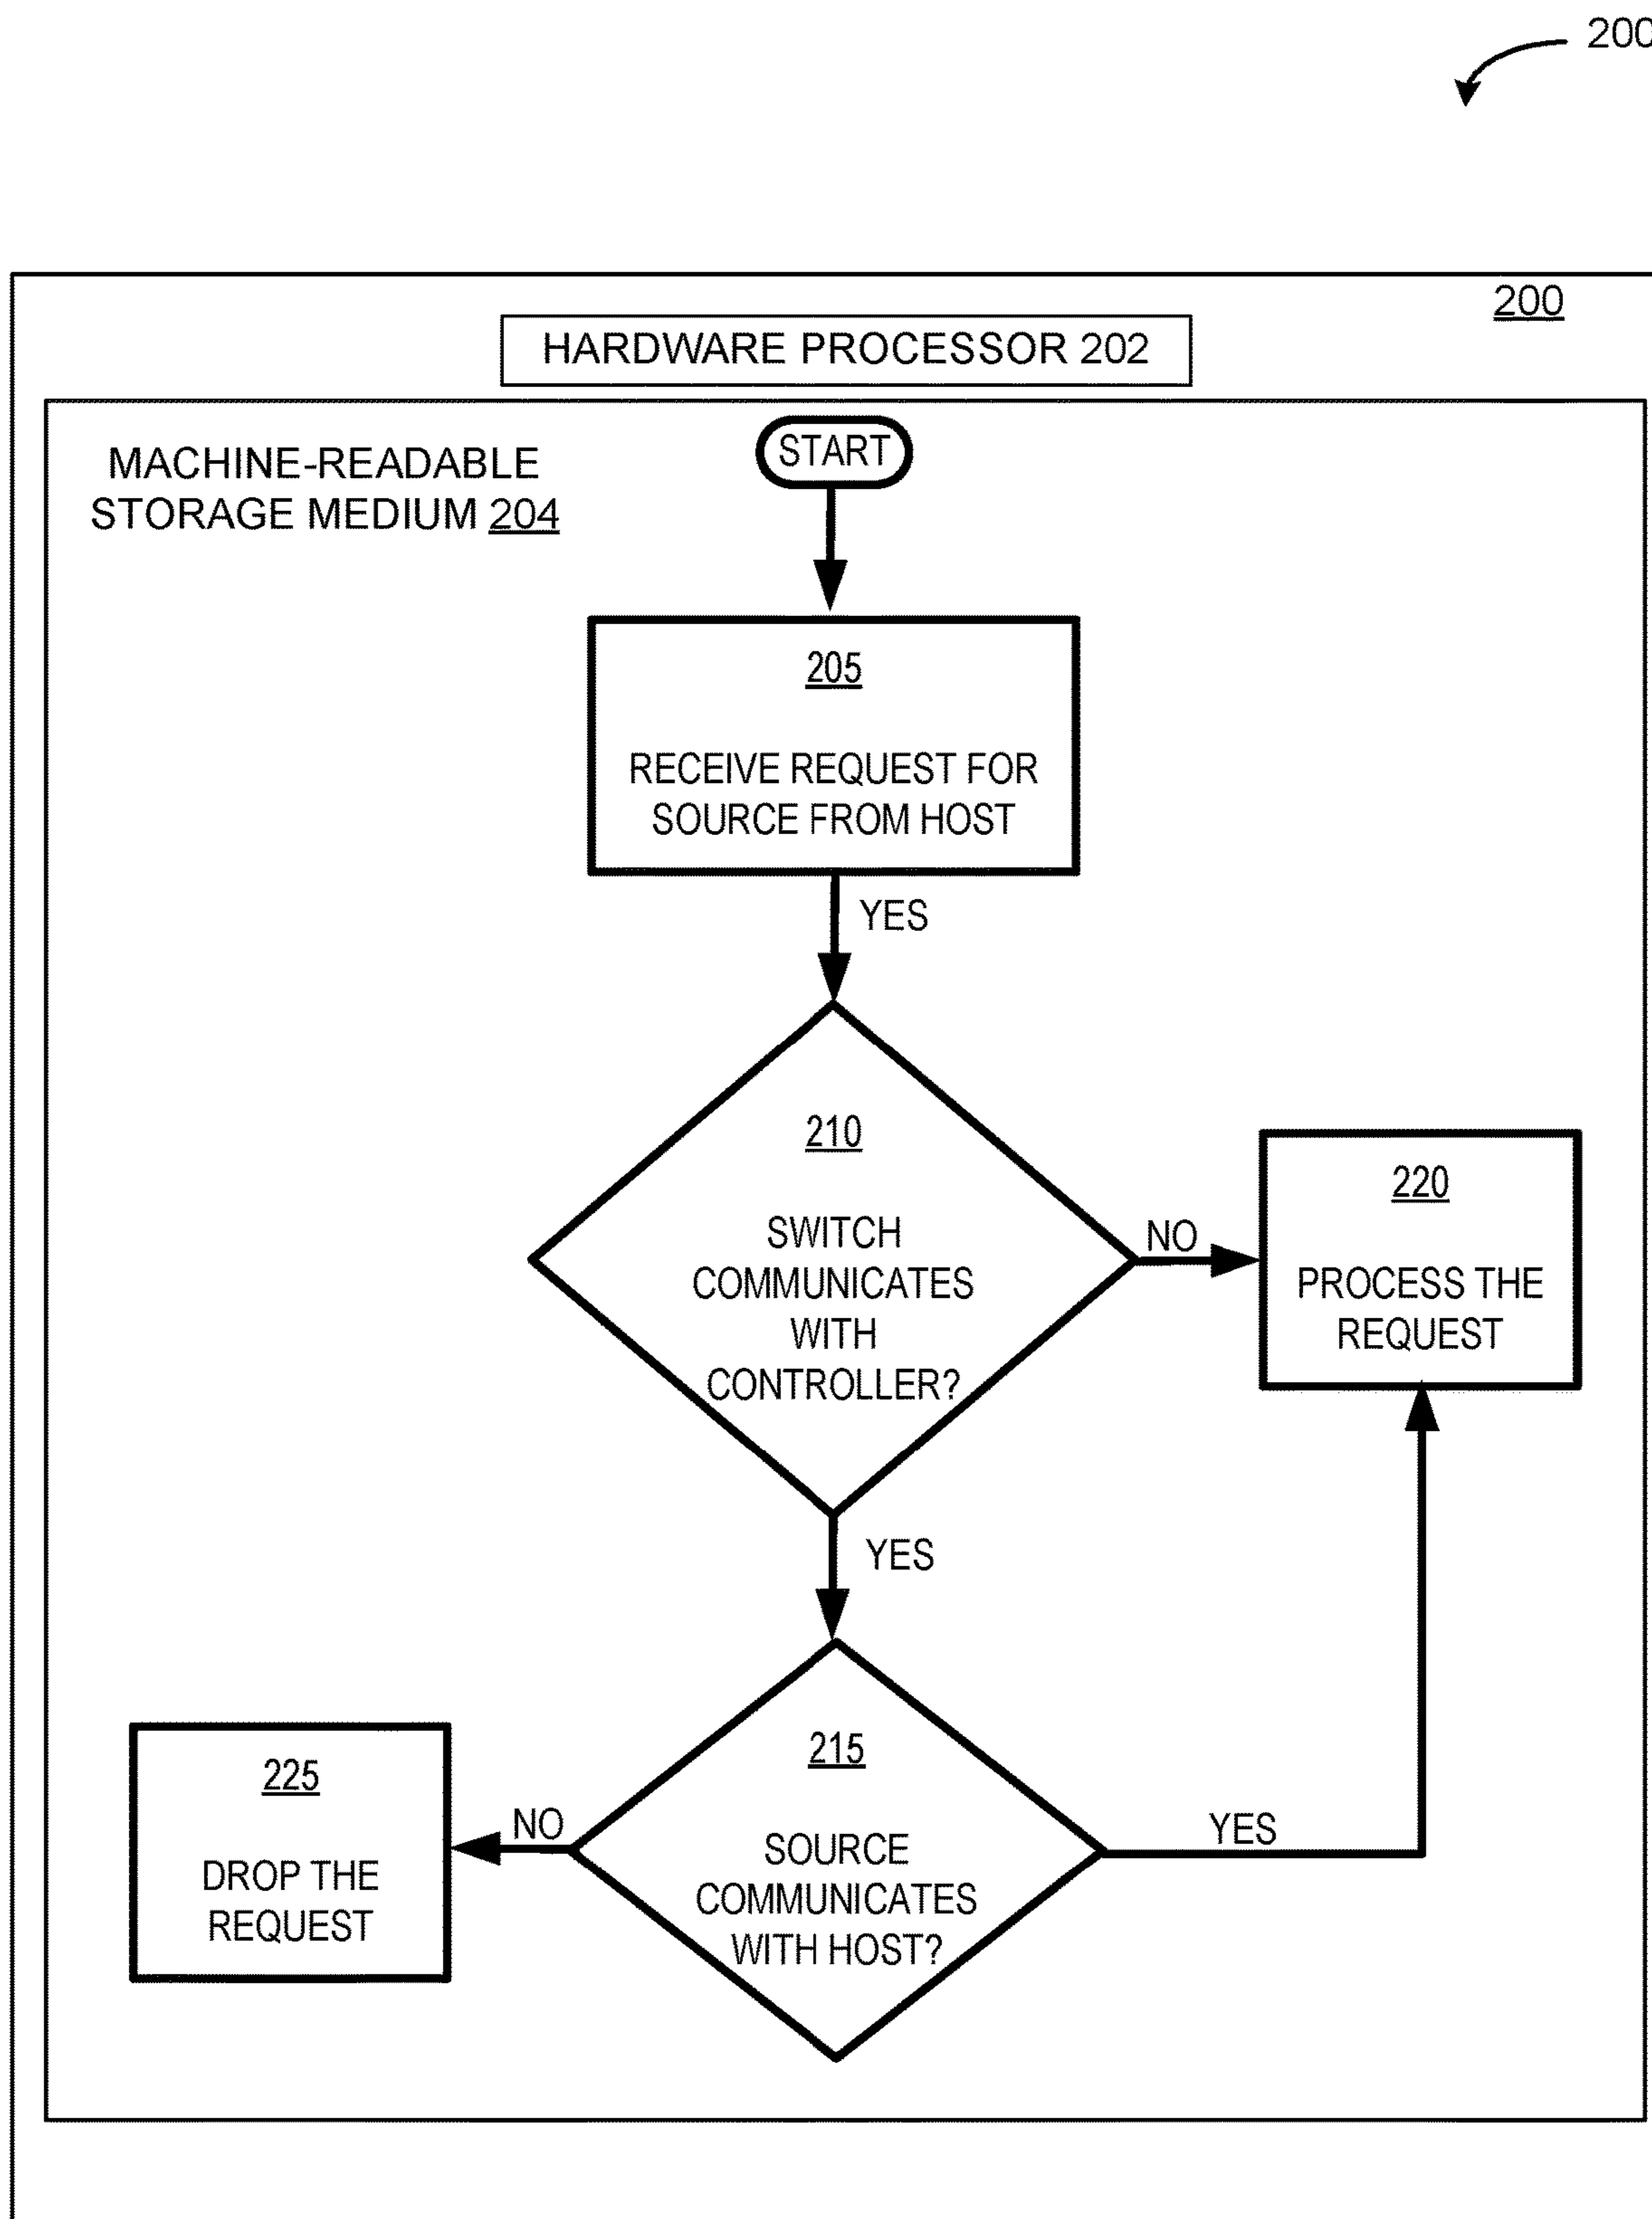 200
200
HARDWARE PROCESSOR 202
MACHINE-READABLE
STORAGE MEDIUM 204
START
205
RECEIVE REQUEST FOR
SOURCE FROM HOST
YES
210
SWITCH
COMMUNICATES
WITH
CONTROLLER?
NO
220
PROCESS THE
REQUEST
YES
215
SOURCE
COMMUNICATES
WITH HOST?
NO
225
DROP THE
REQUEST
YES